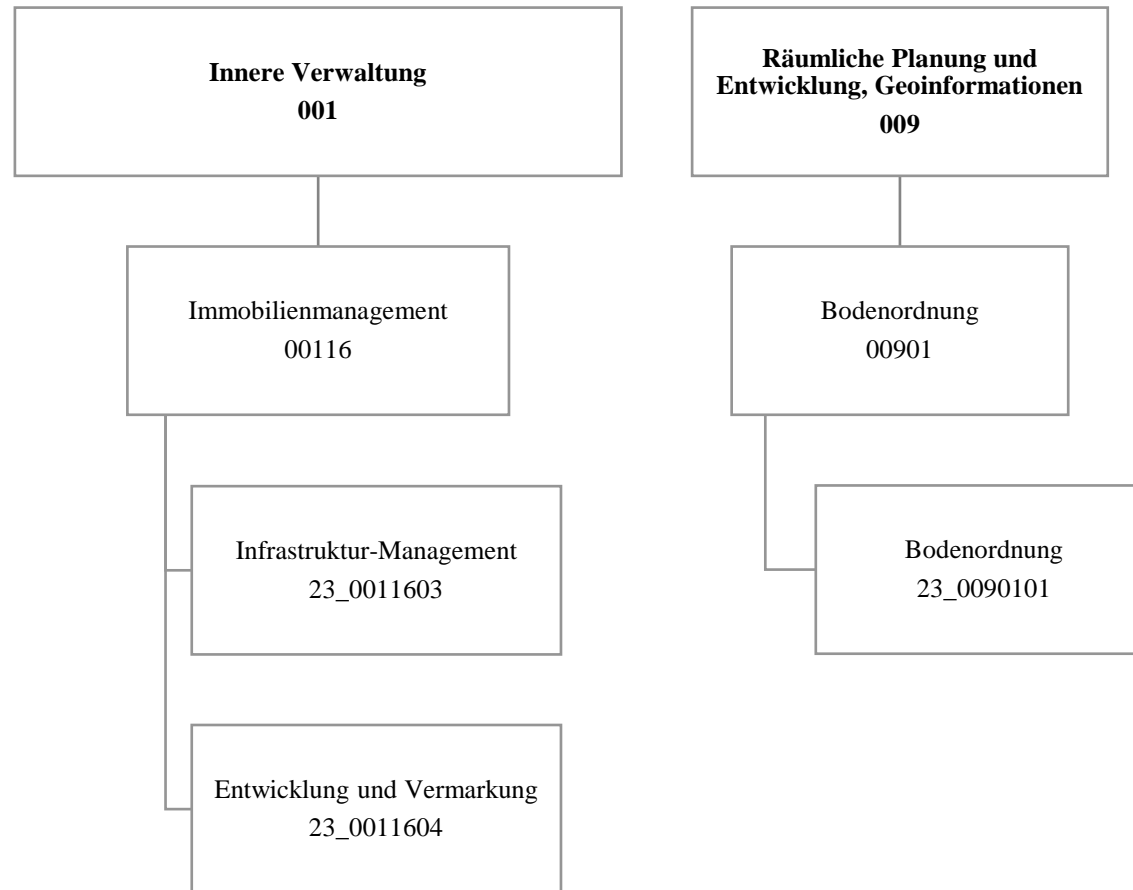 Innere Verwaltung
001
Räumliche Planung und
Entwicklung, Geoinformationen
009
Immobilienmanagement
00116
Bodenordnung
00901
Infrastruktur-Management
23_0011603
Bodenordnung
23_0090101
Entwicklung und Vermarkung
23_0011604